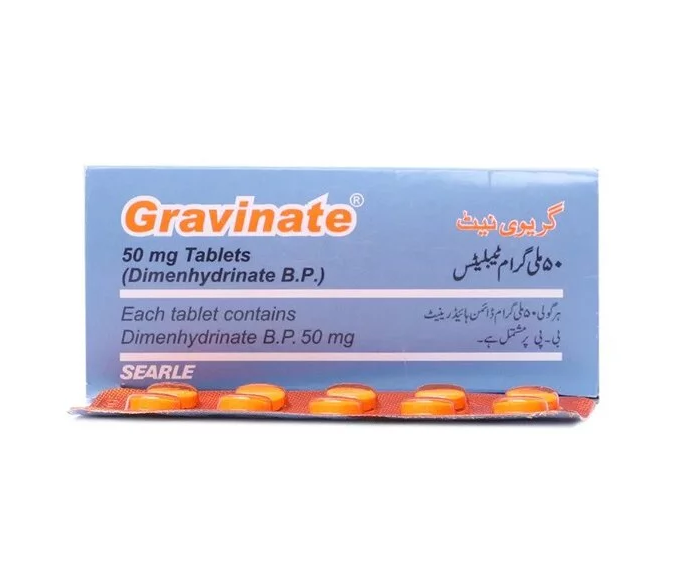 Gravinate®
گریوی نیٹ
50 mg Tablets
(Dimenhydrinate B.P.)
۵۰ ملی گرام ٹیبلیٹس
Each tablet contains
Dimenhydrinate B.P. 50 mg
ہر گولی ۵۰ ملی گرام ڈائمن ہائیڈرینیٹ
بی۔پی پر مشتمل ہے۔
SEARLE